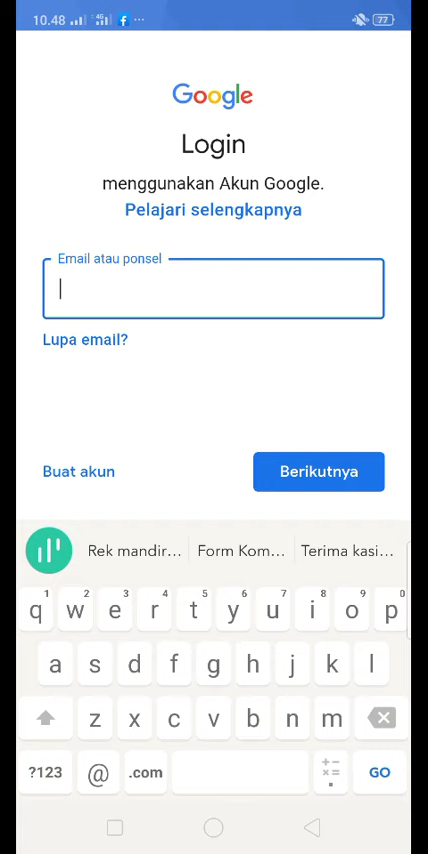 10.48
77
Google
Login
menggunakan Akun Google.
Pelajari selengkapnya
Email atau ponsel
Lupa email?
Buat akun
Berikutnya
Rek mandir... Form Kom... Terima kasi...
1 2 3 4 5 6 7 8 9 0
q w e r t y u i o p
a s d f g h j k l
z x c v b n m
?123 @ .com GO